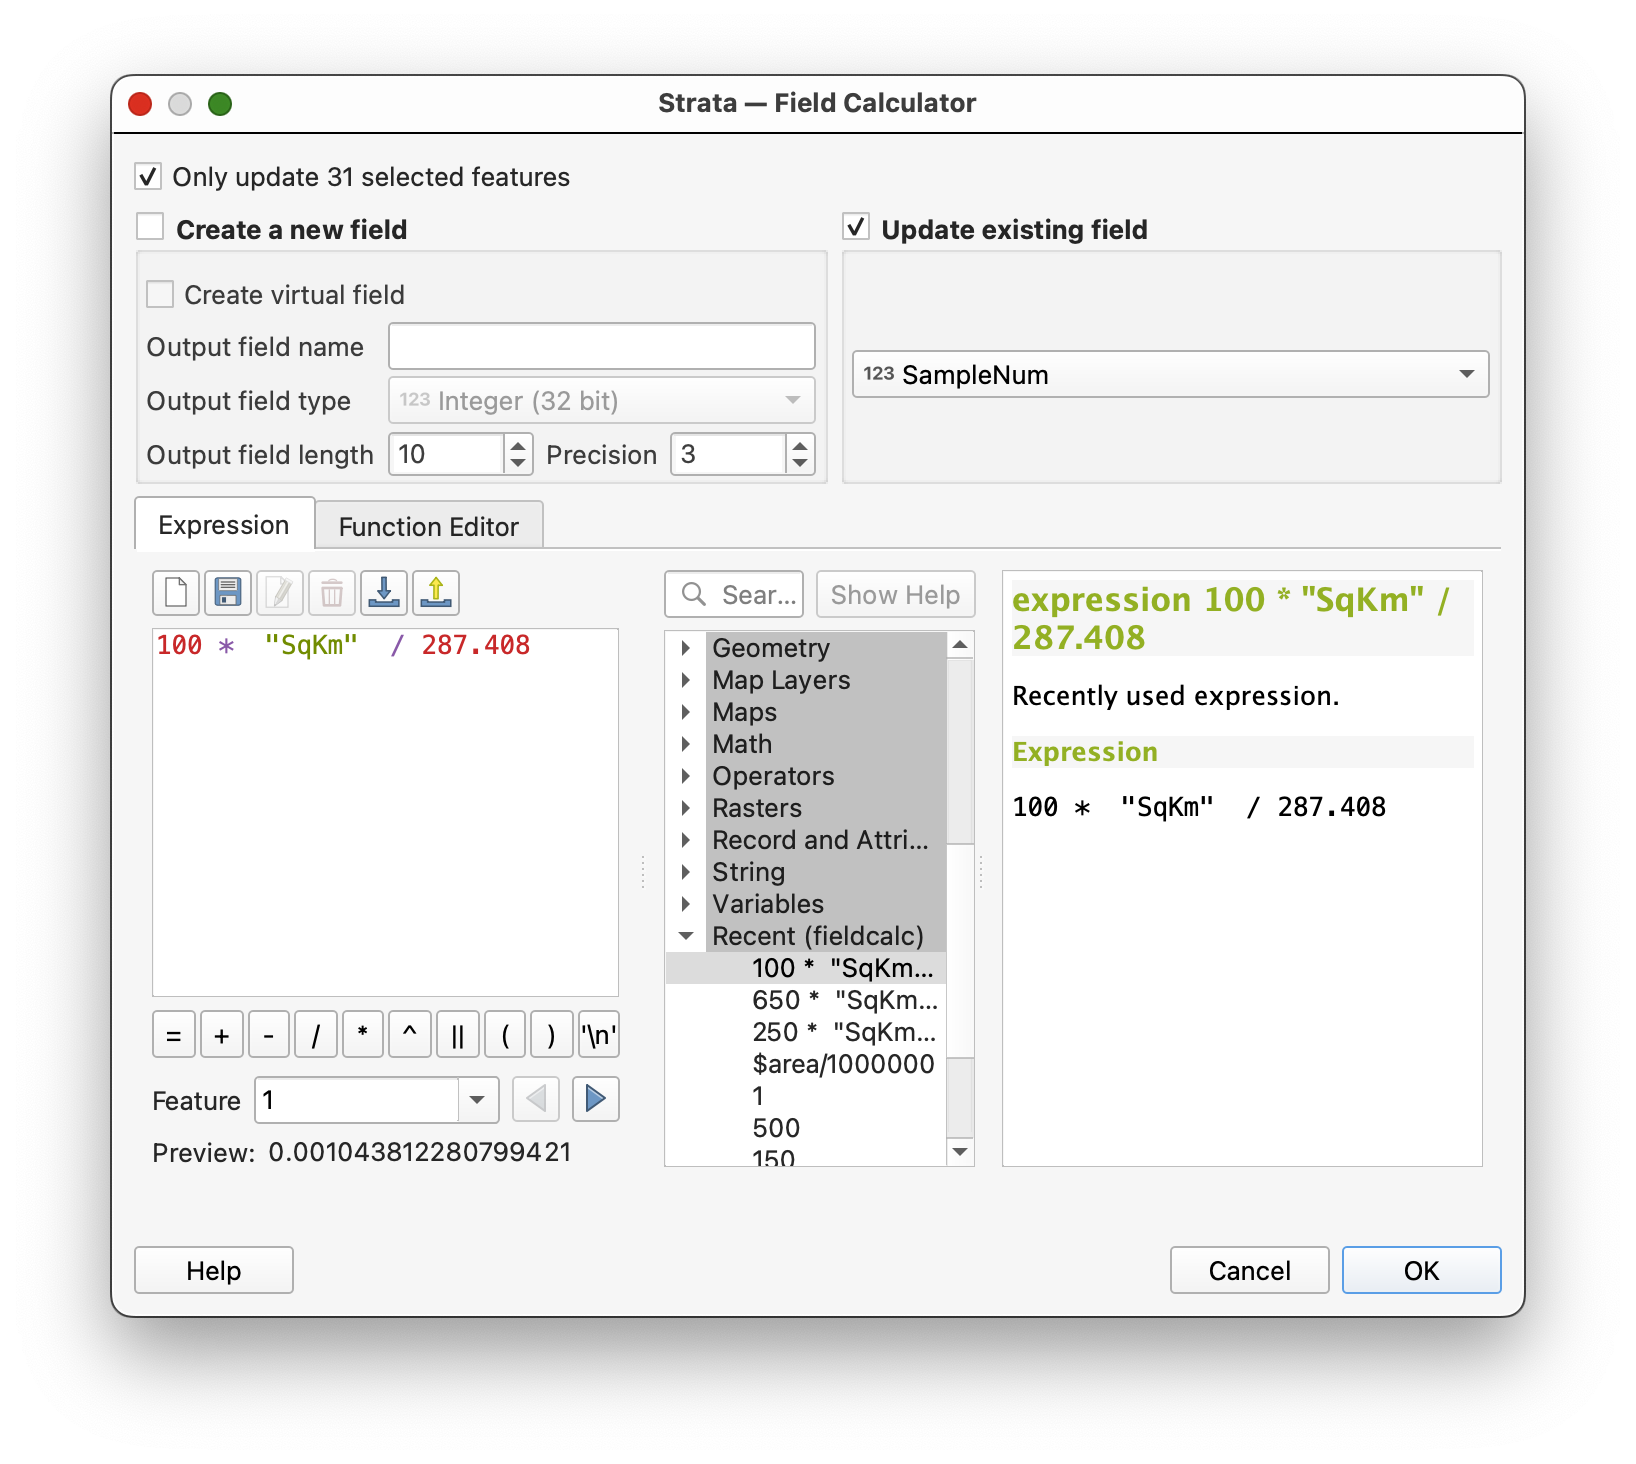 Strata — Field Calculator
Only update 31 selected features
Create a new field
Update existing field
Create virtual field
Output field name
123 SampleNum
Output field type
123 Integer (32 bit)
Output field length
10
Precision
3
Expression
Function Editor
Sear...
Show Help
100 * "SqKm" / 287.408
Geometry
Map Layers
Maps
Math
Operators
Rasters
Record and Attri...
String
Variables
Recent (fieldcalc)
100 * "SqKm...
650 * "SqKm...
250 * "SqKm...
$area/1000000
1
500
150
expression 100 * "SqKm" /
287.408
Recently used expression.
Expression
100 * "SqKm" / 287.408
= + - / * ^ || ( ) '\n'
Feature 1
Preview: 0.001043812280799421
Help
Cancel
OK